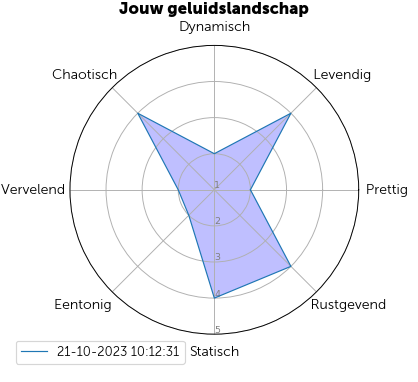 Jouw geluidslandschap
Dynamisch
Chaotisch
Levendig
Vervelend
1
Prettig
2
3
4
Eentonig
Rustgevend
5
21-10-2023 10:12:31
Statisch